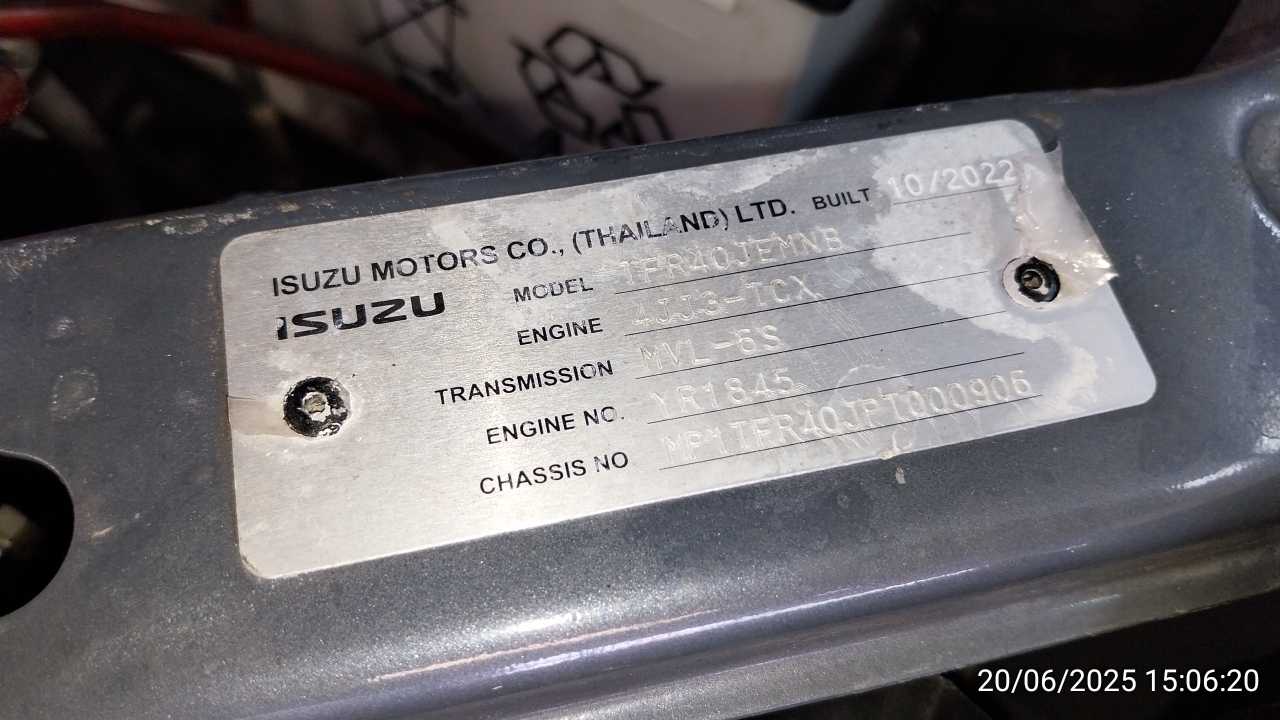 ISUZU MOTORS CO., (THAILAND) LTD. BUILT 10/2022
ISUZU
MODEL TFR40JEMNB
ENGINE 4JJ3-TCX
TRANSMISSION MVL-6S
ENGINE NO. YR1845
CHASSIS NO MP1TFR40JPT000906
20/06/2025 15:06:20